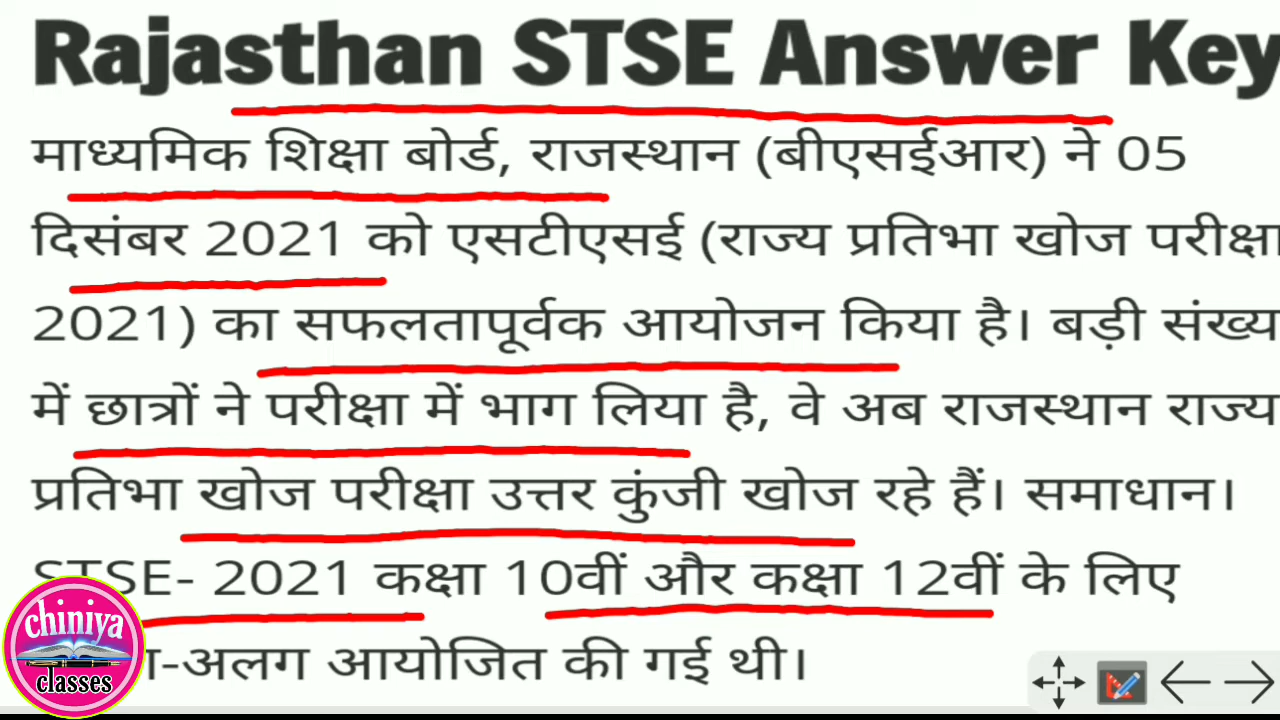 Rajasthan STSE Answer Key
माध्यमिक शिक्षा बोर्ड, राजस्थान (बीएसईआर) ने 05
दिसंबर 2021 को एसटीएसई (राज्य प्रतिभा खोज परीक्षा
2021) का सफलतापूर्वक आयोजन किया है। बड़ी संख्य
में छात्रों ने परीक्षा में भाग लिया है, वे अब राजस्थान राज्य
प्रतिभा खोज परीक्षा उत्तर कुंजी खोज रहे हैं। समाधान।
STSE- 2021 कक्षा 10वीं और कक्षा 12वीं के लिए
-अलग आयोजित की गई थी।
chiniya
classes